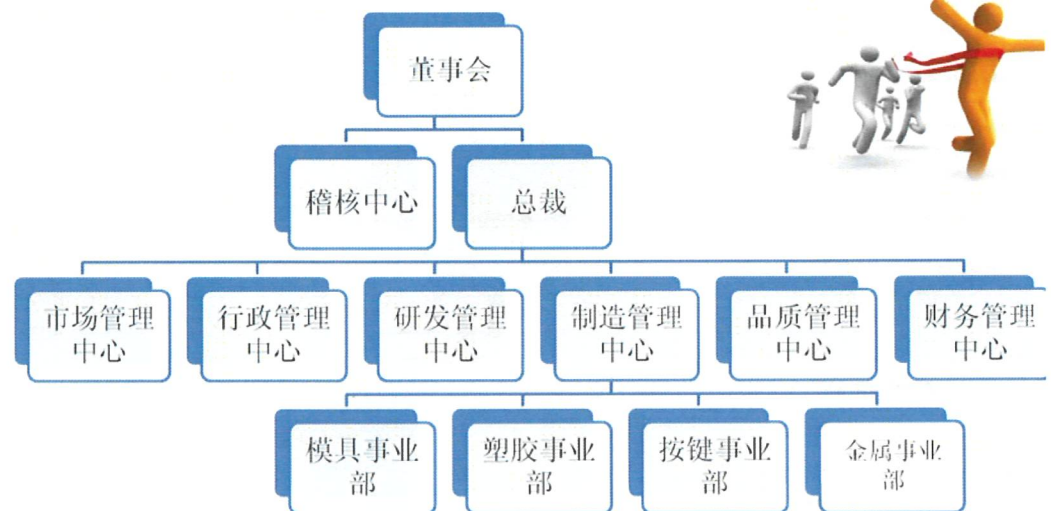 董事会
稽核中心
总裁
市场管理
中心
行政管理
中心
研发管理
中心
制造管理
中心
品质管理
中心
财务管理
中心
模具事业
部
塑胶事业
部
按键事业
部
金属事业
部